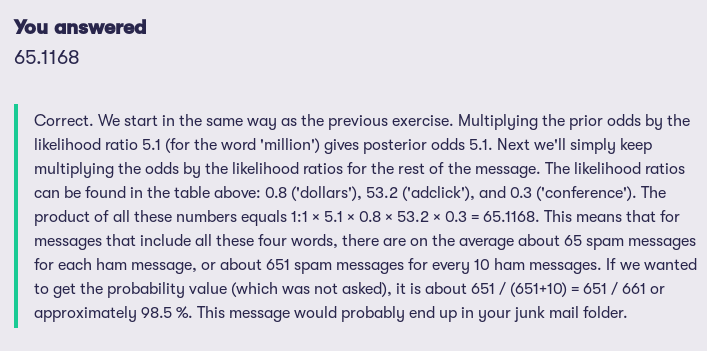 You answered
65.1168
Correct. We start in the same way as the previous exercise. Multiplying the prior odds by the
likelihood ratio 5.1 (for the word 'million') gives posterior odds 5.1. Next we'll simply keep
multiplying the odds by the likelihood ratios for the rest of the message. The likelihood ratios
can be found in the table above: 0.8 ('dollars'), 53.2 ('adclick'), and 0.3 ('conference'). The
product of all these numbers equals 1:1 × 5.1 × 0.8 × 53.2 × 0.3 = 65.1168. This means that for
messages that include all these four words, there are on the average about 65 spam messages
for each ham message, or about 651 spam messages for every 10 ham messages. If we wanted
to get the probability value (which was not asked), it is about 651 / (651+10) = 651 / 661 or
approximately 98.5 %. This message would probably end up in your junk mail folder.